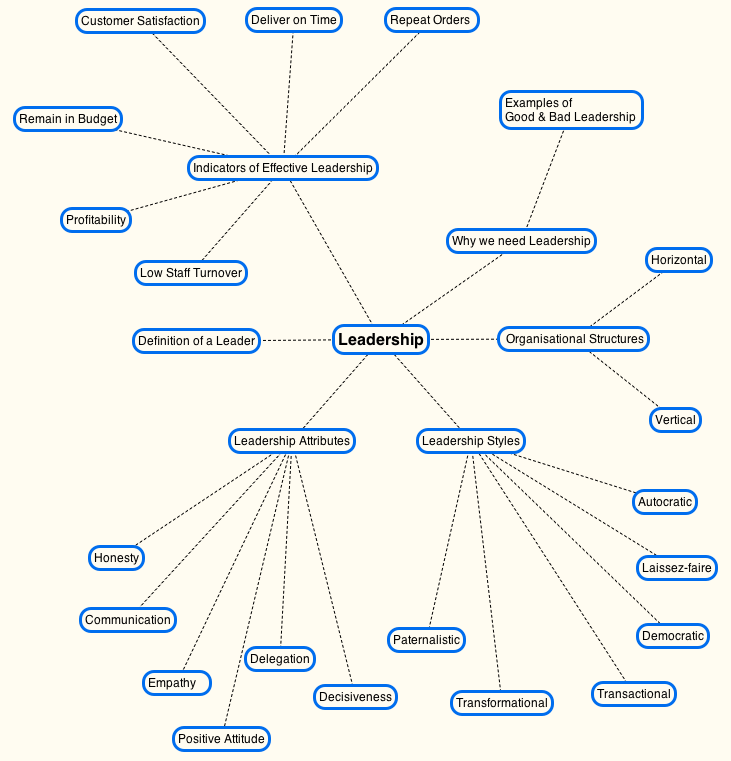 Customer Satisfaction
Deliver on Time
Repeat Orders
Remain in Budget
Examples of
Good & Bad Leadership
Indicators of Effective Leadership
Profitability
Why we need Leadership
Low Staff Turnover
Horizontal
Definition of a Leader
Leadership
Organisational Structures
Vertical
Leadership Attributes
Leadership Styles
Autocratic
Honesty
Laissez-faire
Communication
Democratic
Paternalistic
Delegation
Empathy
Decisiveness
Transactional
Transformational
Positive Attitude